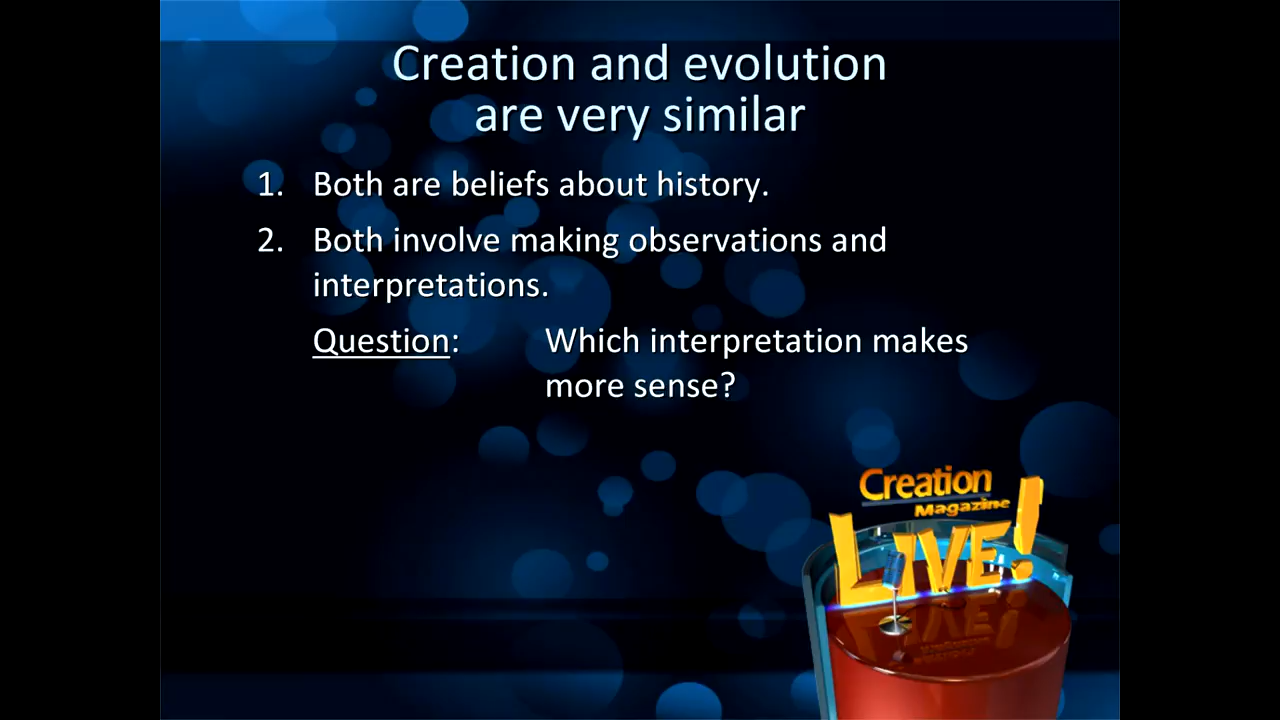 Creation and evolution
are very similar
1. Both are beliefs about history.
2. Both involve making observations and
interpretations.
Question: Which interpretation makes
more sense?
Creation
Magazine
LIVE!